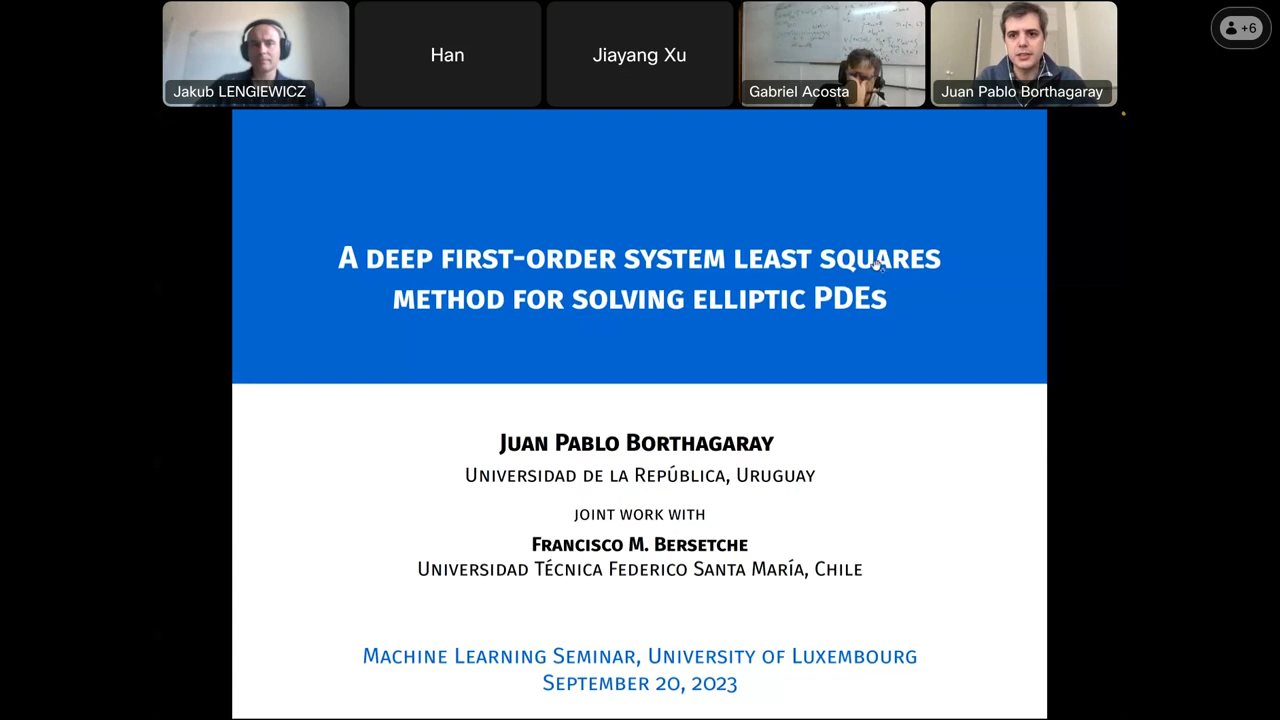 Jakub LENGIEWICZ
Han
Jiayang Xu
Gabriel Acosta
Juan Pablo Borthagaray
+6
A DEEP FIRST-ORDER SYSTEM LEAST SQUARES
METHOD FOR SOLVING ELLIPTIC PDES
JUAN PABLO BORTHAGARAY
UNIVERSIDAD DE LA REPÚBLICA, URUGUAY
JOINT WORK WITH
FRANCISCO M. BERSETCHE
UNIVERSIDAD TÉCNICA FEDERICO SANTA MARÍA, CHILE
MACHINE LEARNING SEMINAR, UNIVERSITY OF LUXEMBOURG
SEPTEMBER 20, 2023